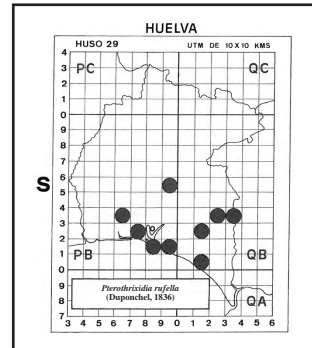 HUELVA
HUSO 29 UTM DE 10 X 10 KMS
4
3 PC QC
2
1
0
9
8
7
6
5
S
4
3
2
1 PB QB
0
9
8 Pterothrixidia rufella QA
7 (Duponchel, 1836)
3 4 5 6 7 8 9 0 1 2 3 4 5 6